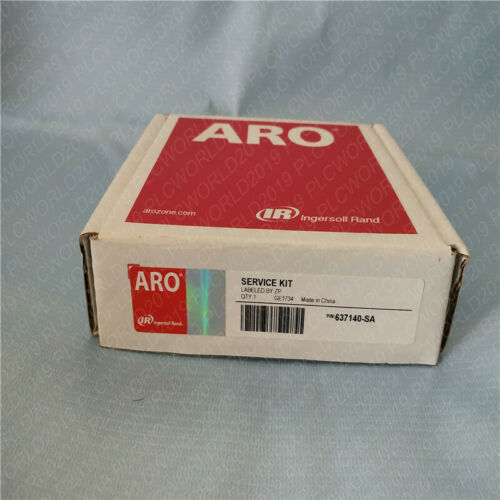 ARO®
arozone.com
IR Ingersoll Rand
ARO®
IR Ingersoll Rand.
SERVICE KIT
LABELED BY:ZP
QTY:1 GE1734 Made in China
P/N:637140-SA
PLCWORLD2019